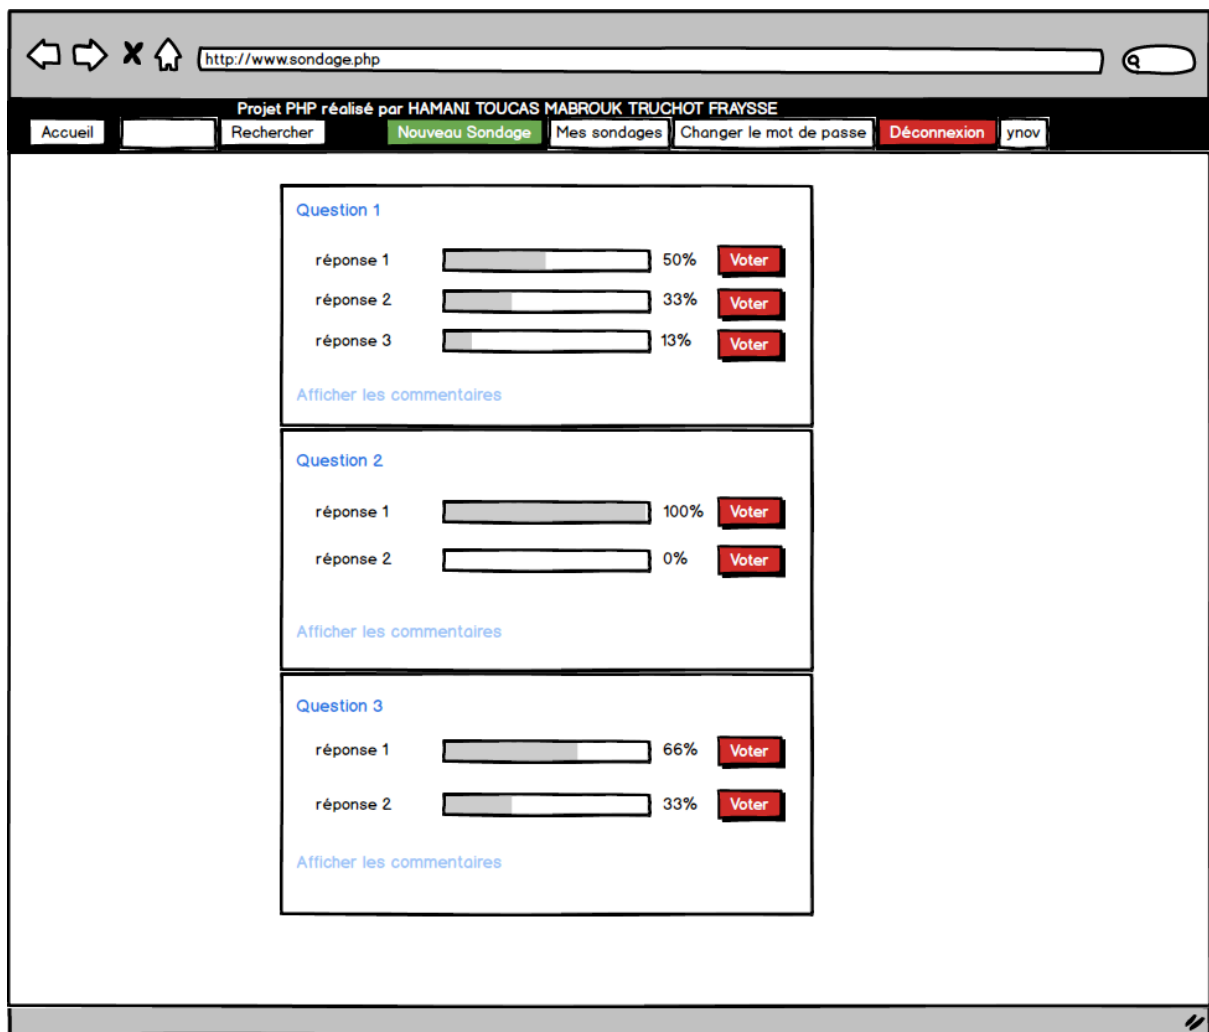 http://www.sondage.php
Projet PHP réalisé par HAMANI TOUCAS MABROUK TRUCHOT FRAYSSE
Accueil Rechercher Nouveau Sondage Mes sondages Changer le mot de passe Déconnexion ynov
Question 1
réponse 1 50% Voter
réponse 2 33% Voter
réponse 3 13% Voter
Afficher les commentaires
Question 2
réponse 1 100% Voter
réponse 2 0% Voter
Afficher les commentaires
Question 3
réponse 1 66% Voter
réponse 2 33% Voter
Afficher les commentaires